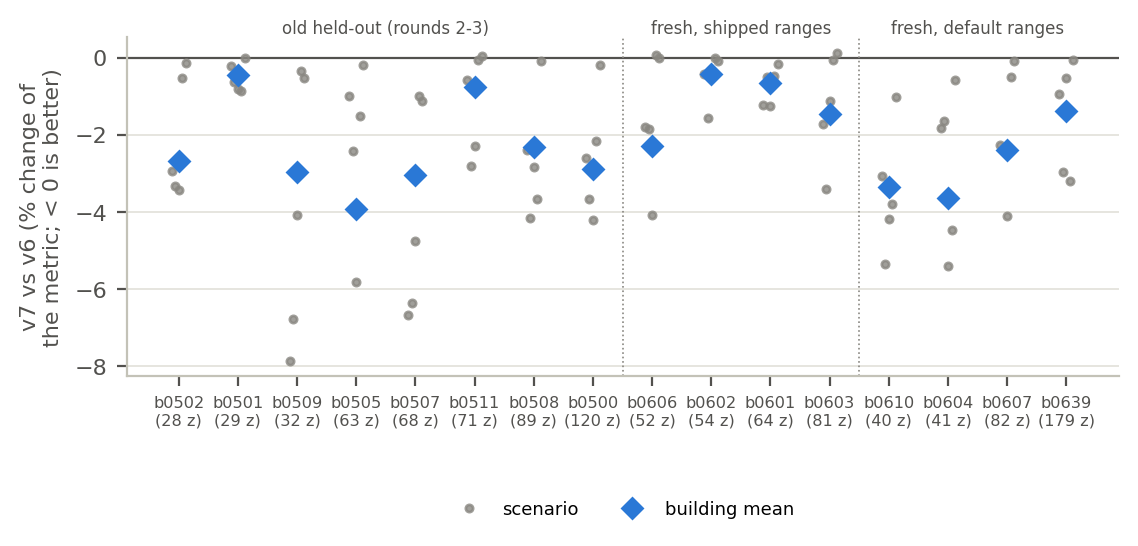 old held-out (rounds 2-3)
fresh, shipped ranges
fresh, default ranges
v7 vs v6 (% change of
the metric; < 0 is better)
0
−2
−4
−6
−8
b0502 b0501 b0509 b0505 b0507 b0511 b0508 b0500 b0606 b0602 b0601 b0603 b0610 b0604 b0607 b0639
(28 z) (29 z) (32 z) (63 z) (68 z) (71 z) (89 z) (120 z) (52 z) (54 z) (64 z) (81 z) (40 z) (41 z) (82 z) (179 z)
scenario building mean